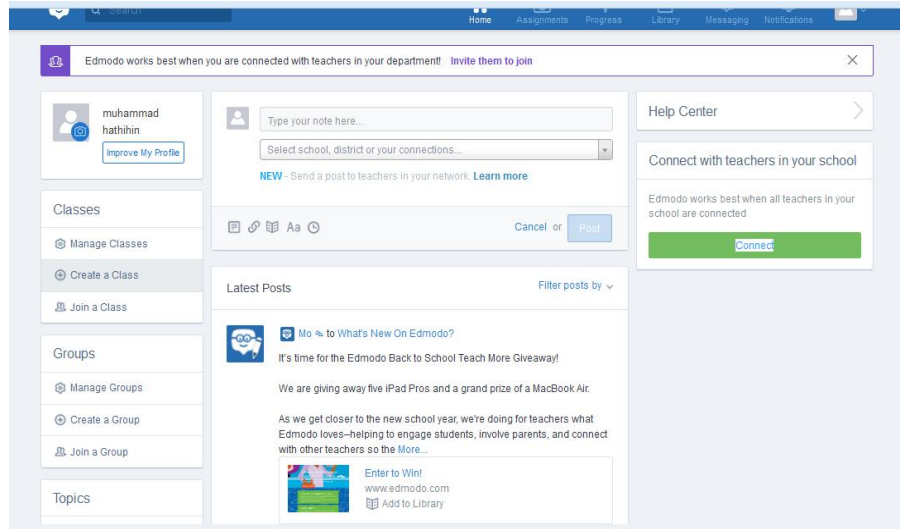 Search
Home
Assignments
Progress
Library
Messaging
Notifications
Edmodo works best when you are connected with teachers in your department! Invite them to join
muhammad
hathihin
Improve My Profile
Classes
Manage Classes
Create a Class
Join a Class
Groups
Manage Groups
Create a Group
Join a Group
Topics
Type your note here...
Select school, district or your connections...
NEW - Send a post to teachers in your network. Learn more
Aa
Cancel or Post
Latest Posts
Filter posts by
Mo to What's New On Edmodo?
It's time for the Edmodo Back to School Teach More Giveaway!
We are giving away five iPad Pros and a grand prize of a MacBook Air.
As we get closer to the new school year, we're doing for teachers what
Edmodo loves–helping to engage students, involve parents, and connect
with other teachers so the More...
Enter to Win!
www.edmodo.com
Add to Library
Help Center
Connect with teachers in your school
Edmodo works best when all teachers in your
school are connected
Connect